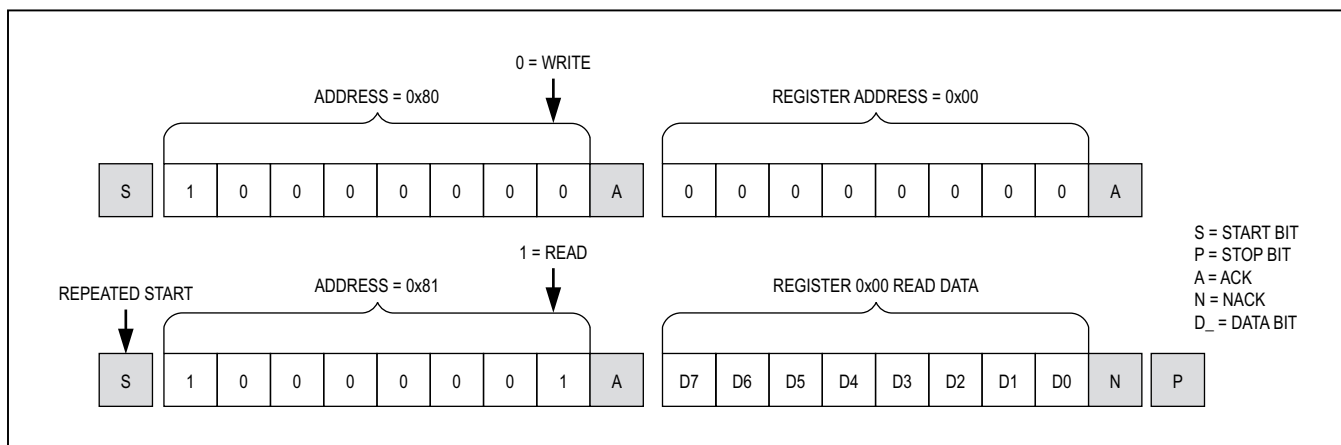 0 = WRITE
ADDRESS = 0x80 REGISTER ADDRESS = 0x00
S 1 0 0 0 0 0 0 0 A 0 0 0 0 0 0 0 0 A
1 = READ
REPEATED START ADDRESS = 0x81 REGISTER 0x00 READ DATA
S 1 0 0 0 0 0 0 1 A D7 D6 D5 D4 D3 D2 D1 D0 N P
S = START BIT
P = STOP BIT
A = ACK
N = NACK
D_ = DATA BIT